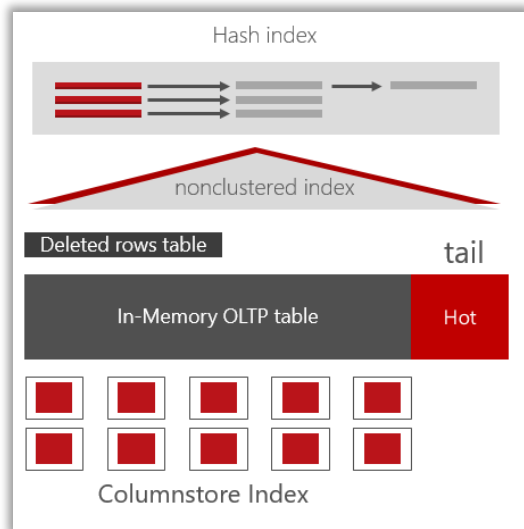 Hash index
nonclustered index
Deleted rows table
tail
In-Memory OLTP table
Hot
Columnstore Index